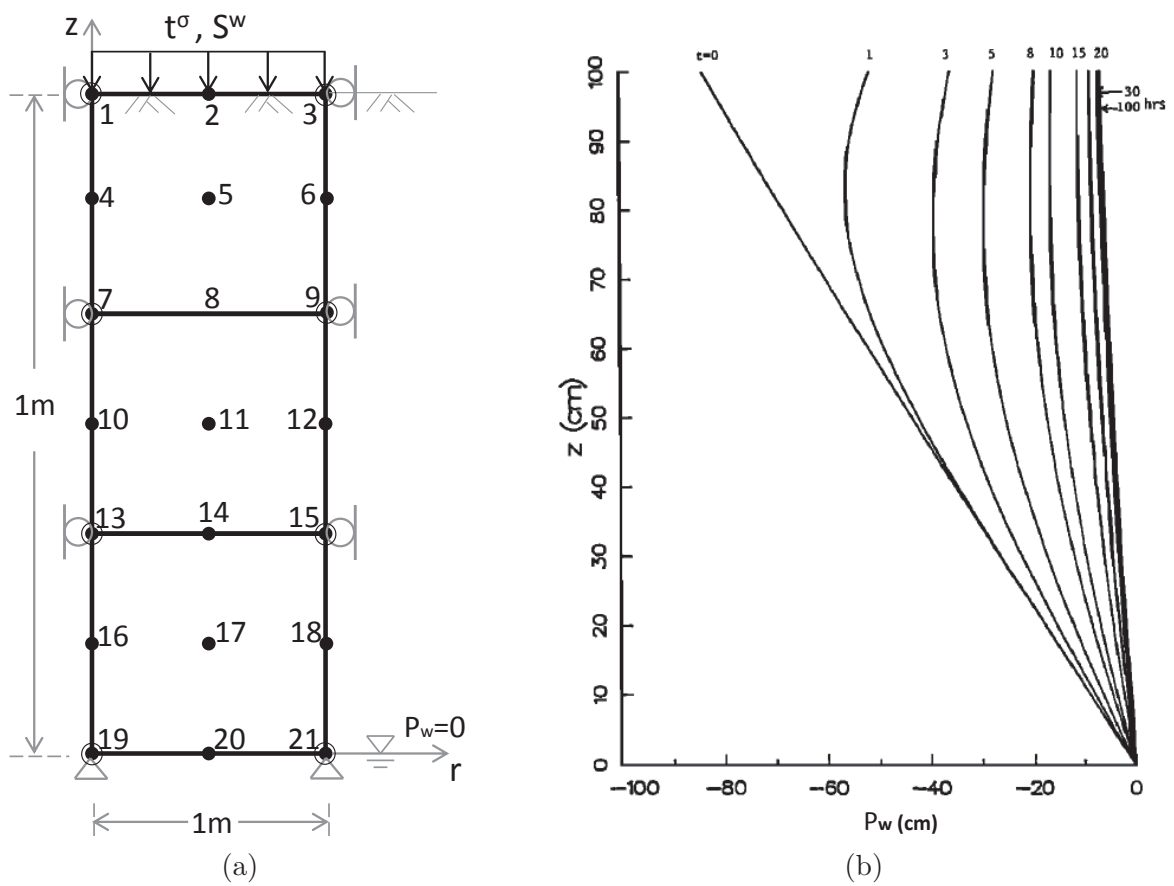 z
t^σ , S^w
1 2 3
4 5 6
7 8 9
1m
10 11 12
13 14 15
16 17 18
P_w=0
19 20 21
r
1m
(a)
t=0 1 3 5 8 10 15 20
30
100 hrs
100
90
80
70
60
50
40
30
20
10
0
z (cm)
−100 −80 −60 −40 −20 0
P_w (cm)
(b)